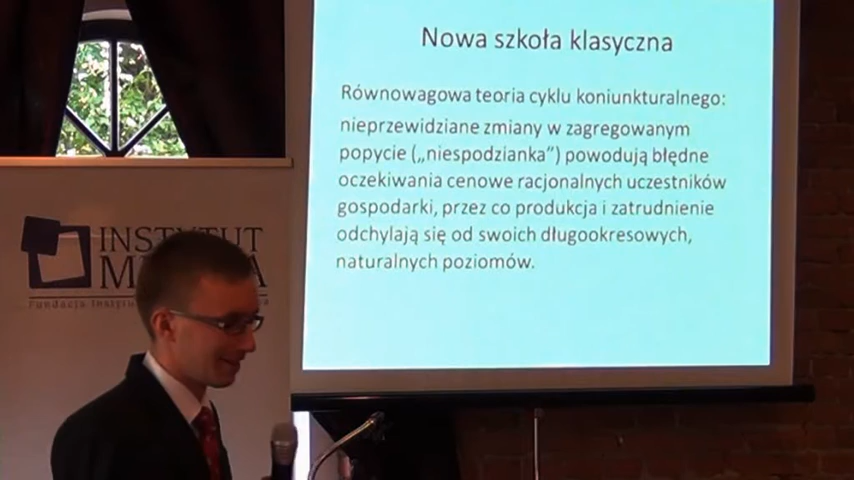 Nowa szkoła klasyczna
Równowagowa teoria cyklu koniunkturalnego:
nieprzewidziane zmiany w zagregowanym
popycie („niespodzianka“) powodują błędne
oczekiwania cenowe racjonalnych uczestników
gospodarki, przez co produkcja i zatrudnienie
odchylają się od swoich długookresowych,
naturalnych poziomów.
INSTYTUT
Fundacja